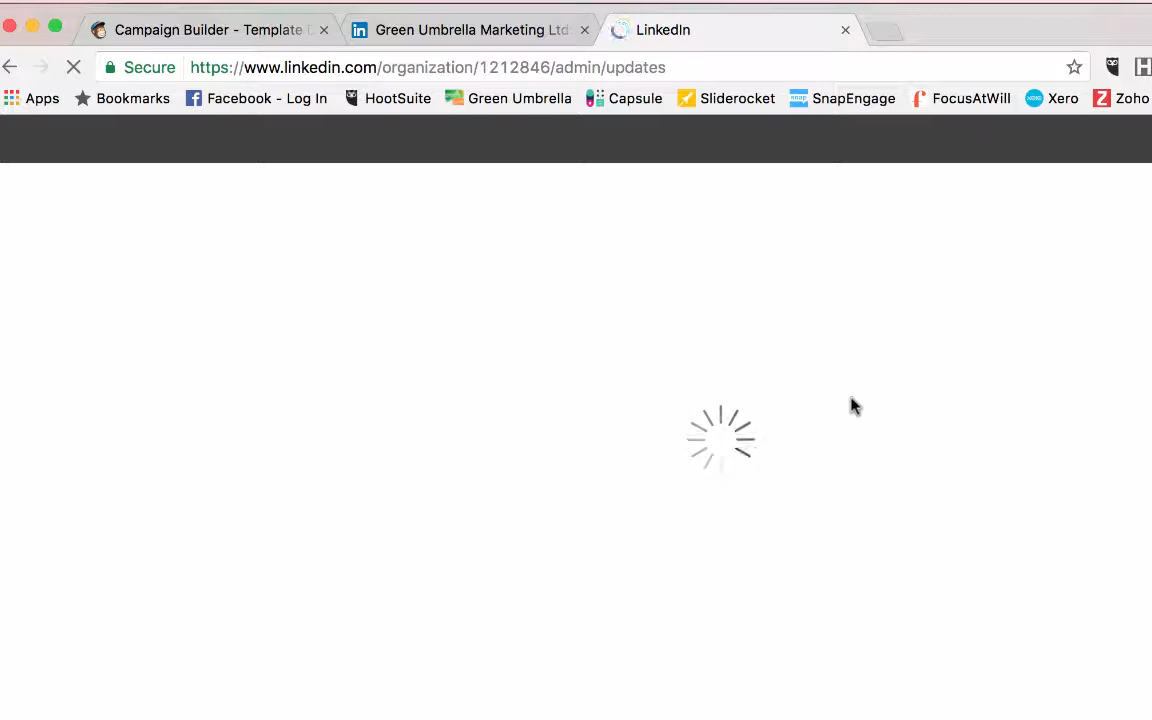 Campaign Builder - Template D
Green Umbrella Marketing Ltd
LinkedIn
Secure
https://www.linkedin.com/organization/1212846/admin/updates
Apps
Bookmarks
Facebook - Log In
HootSuite
Green Umbrella
Capsule
Sliderocket
SnapEngage
FocusAtWill
Xero
Zoho